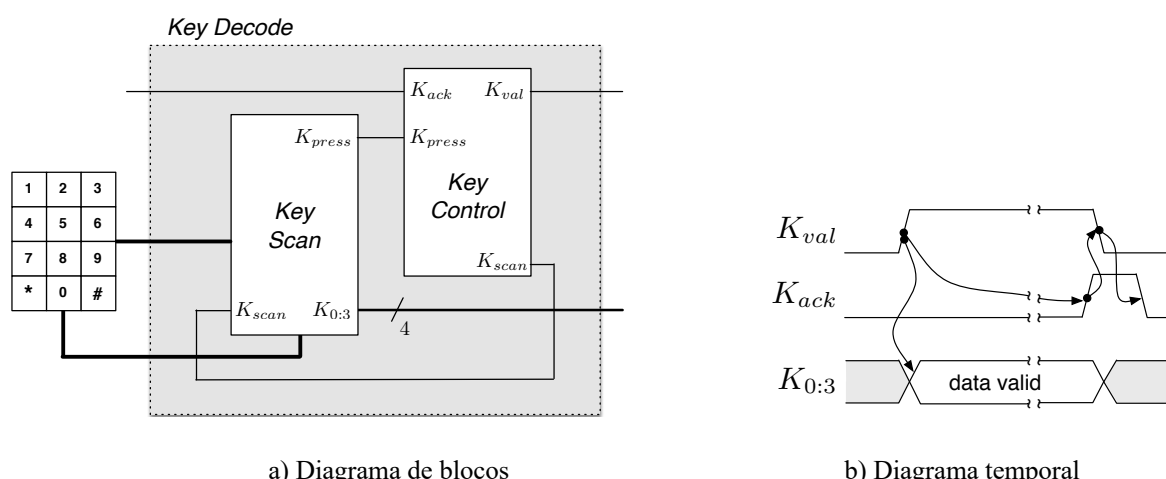 Key Decode
K_ack K_val
K_press K_press
Key
Control
Key
Scan
K_scan
K_scan K_0:3
4
1 2 3
4 5 6
7 8 9
* 0 #
K_val
K_ack
K_0:3
data valid
a) Diagrama de blocos
b) Diagrama temporal